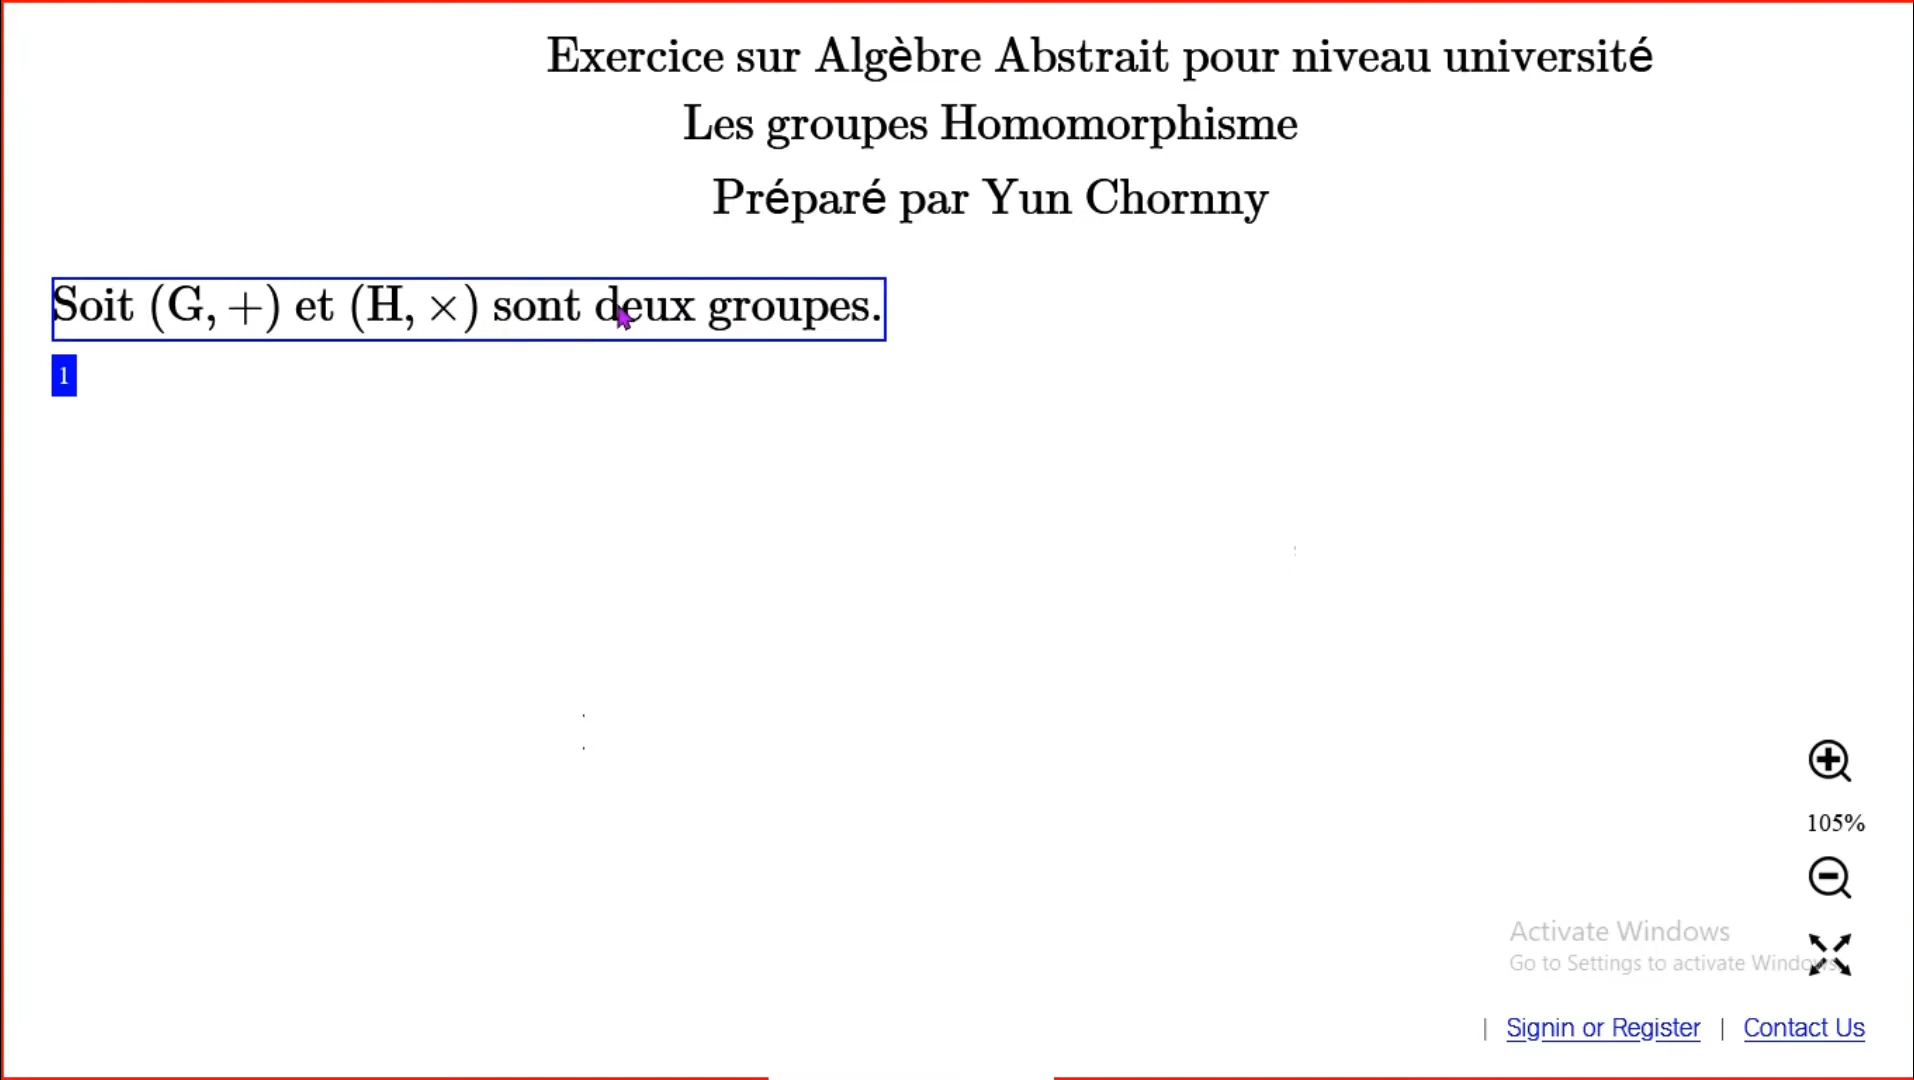 Exercice sur Algèbre Abstrait pour niveau université
Les groupes Homomorphisme
Préparé par Yun Chornny
Soit (G, +) et (H, ×) sont deux groupes.
1
105%
Activate Windows
Go to Settings to activate Windows.
| Signin or Register | Contact Us